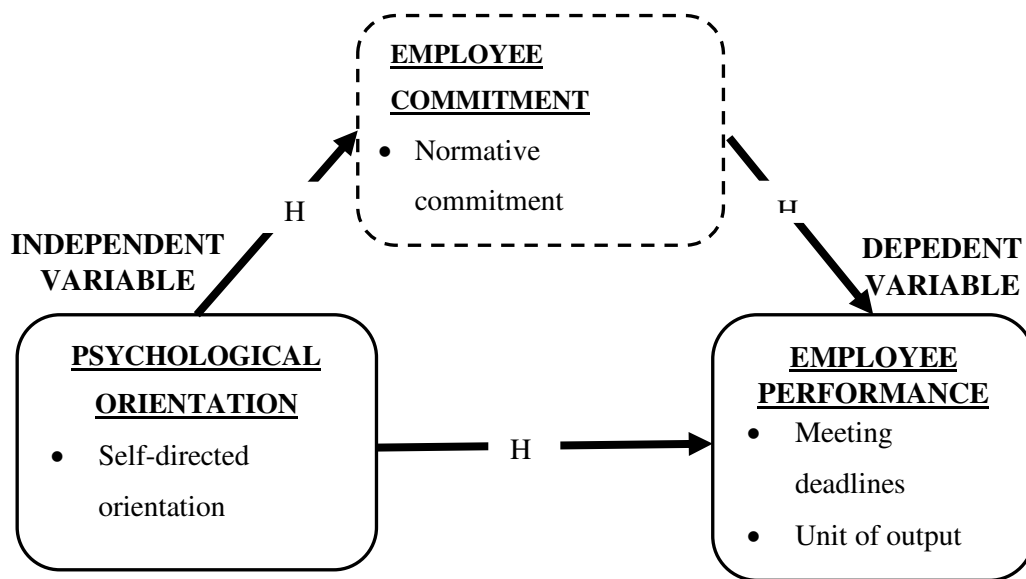 EMPLOYEE
COMMITMENT
• Normative
commitment
H
H
INDEPENDENT
VARIABLE
DEPEDENT
VARIABLE
PSYCHOLOGICAL
ORIENTATION
• Self-directed
orientation
H
EMPLOYEE
PERFORMANCE
• Meeting
deadlines
• Unit of output